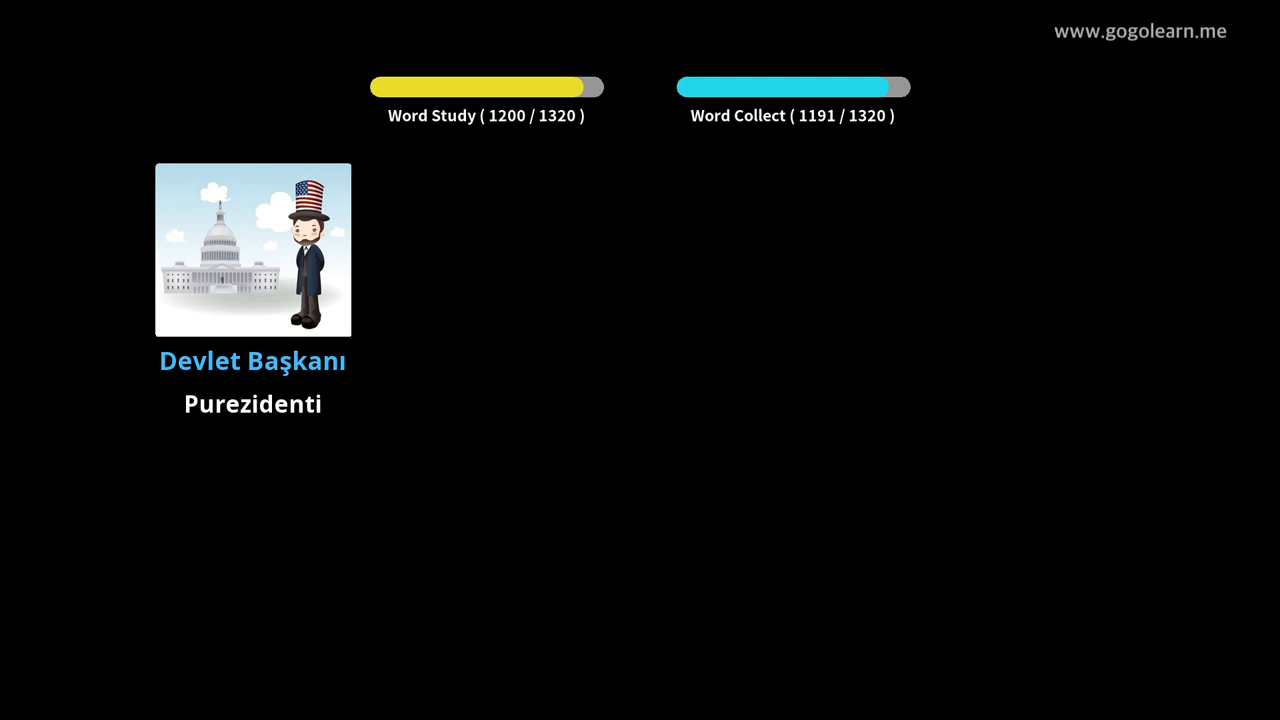 www.gogolearn.me
Word Study ( 1200 / 1320 )
Word Collect ( 1191 / 1320 )
Devlet Başkanı
Purezidenti